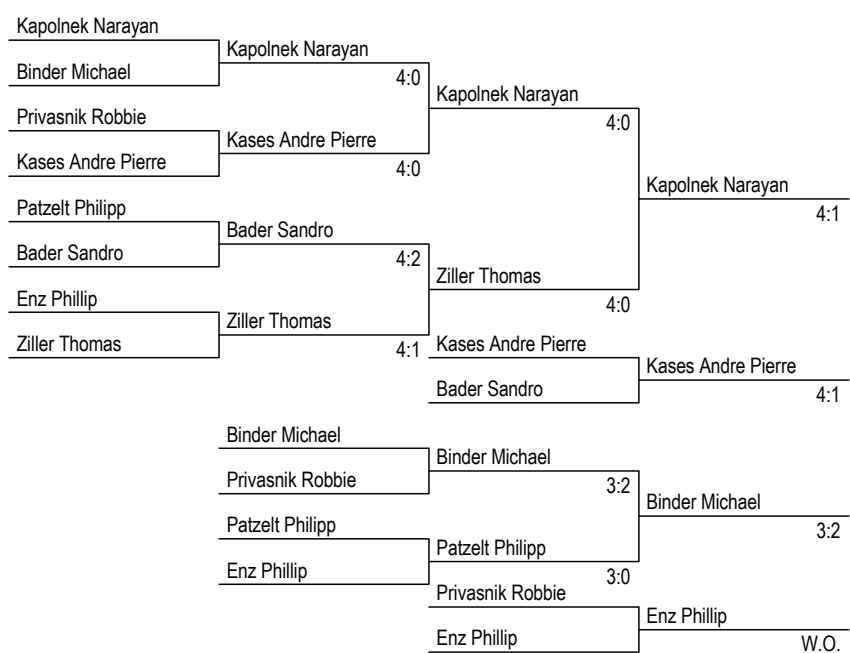 Kapolnek Narayan
Kapolnek Narayan
Binder Michael
4:0
Kapolnek Narayan
Privasnik Robbie
4:0
Kases Andre Pierre
Kases Andre Pierre
4:0
Kapolnek Narayan
4:1
Patzelt Philipp
Bader Sandro
Bader Sandro
4:2
Ziller Thomas
Enz Phillip
4:0
Ziller Thomas
Ziller Thomas
4:1
Kases Andre Pierre
Kases Andre Pierre
Bader Sandro
4:1
Binder Michael
Binder Michael
Privasnik Robbie
3:2
Binder Michael
Patzelt Philipp
3:2
Patzelt Philipp
Enz Phillip
3:0
Privasnik Robbie
Enz Phillip
Enz Phillip
W.O.